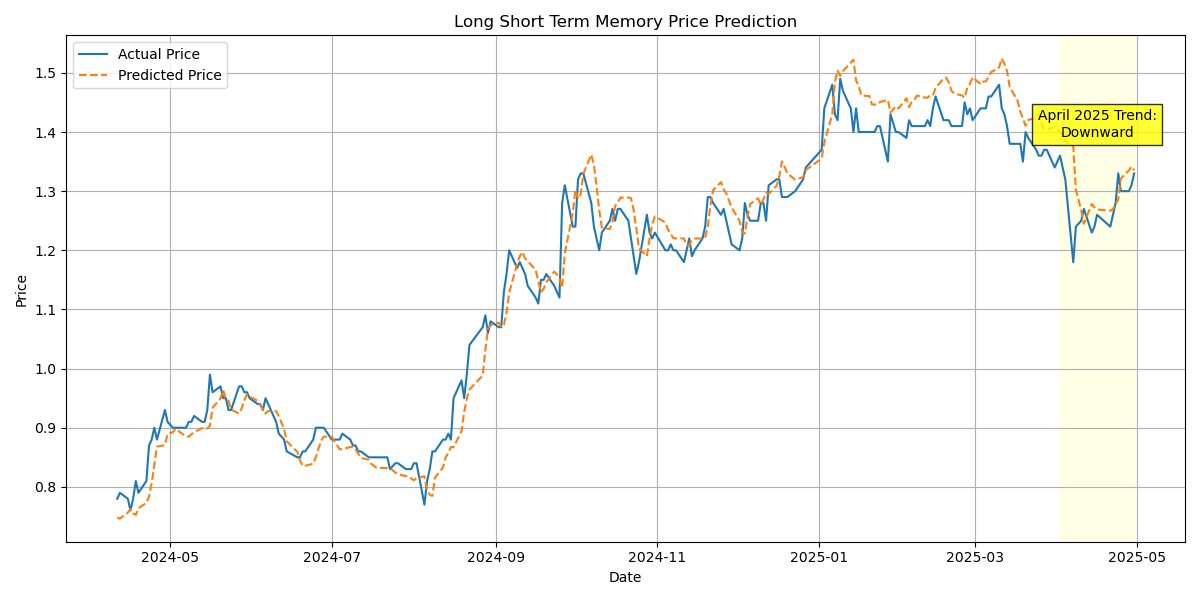 Long Short Term Memory Price Prediction
Actual Price
Predicted Price
April 2025 Trend:
Downward
Price
1.5
1.4
1.3
1.2
1.1
1.0
0.9
0.8
2024-05
2024-07
2024-09
2024-11
2025-01
2025-03
2025-05
Date